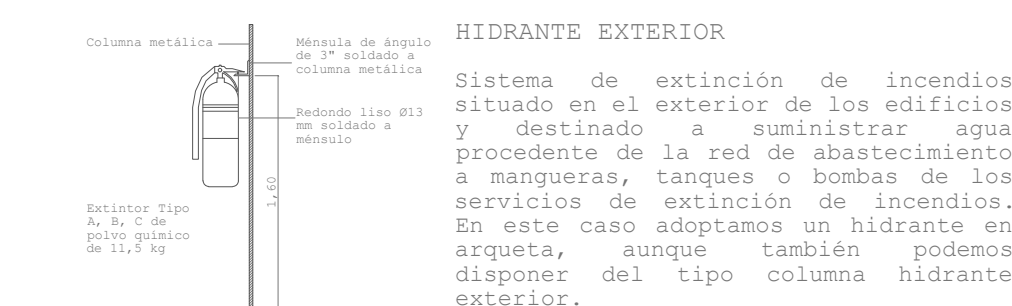 Columna metálica
Ménsula de ángulo
de 3" soldado a
columna metálica
Redondo liso Ø13
mm soldado a
ménsulo
1,60
Extintor Tipo
A, B, C de
polvo químico
de 11,5 kg
HIDRANTE EXTERIOR
Sistema de extinción de incendios
situado en el exterior de los edificios
y destinado a suministrar agua
procedente de la red de abastecimiento
a mangueras, tanques o bombas de los
servicios de extinción de incendios.
En este caso adoptamos un hidrante en
arqueta, aunque también podemos
disponer del tipo columna hidrante
exterior.